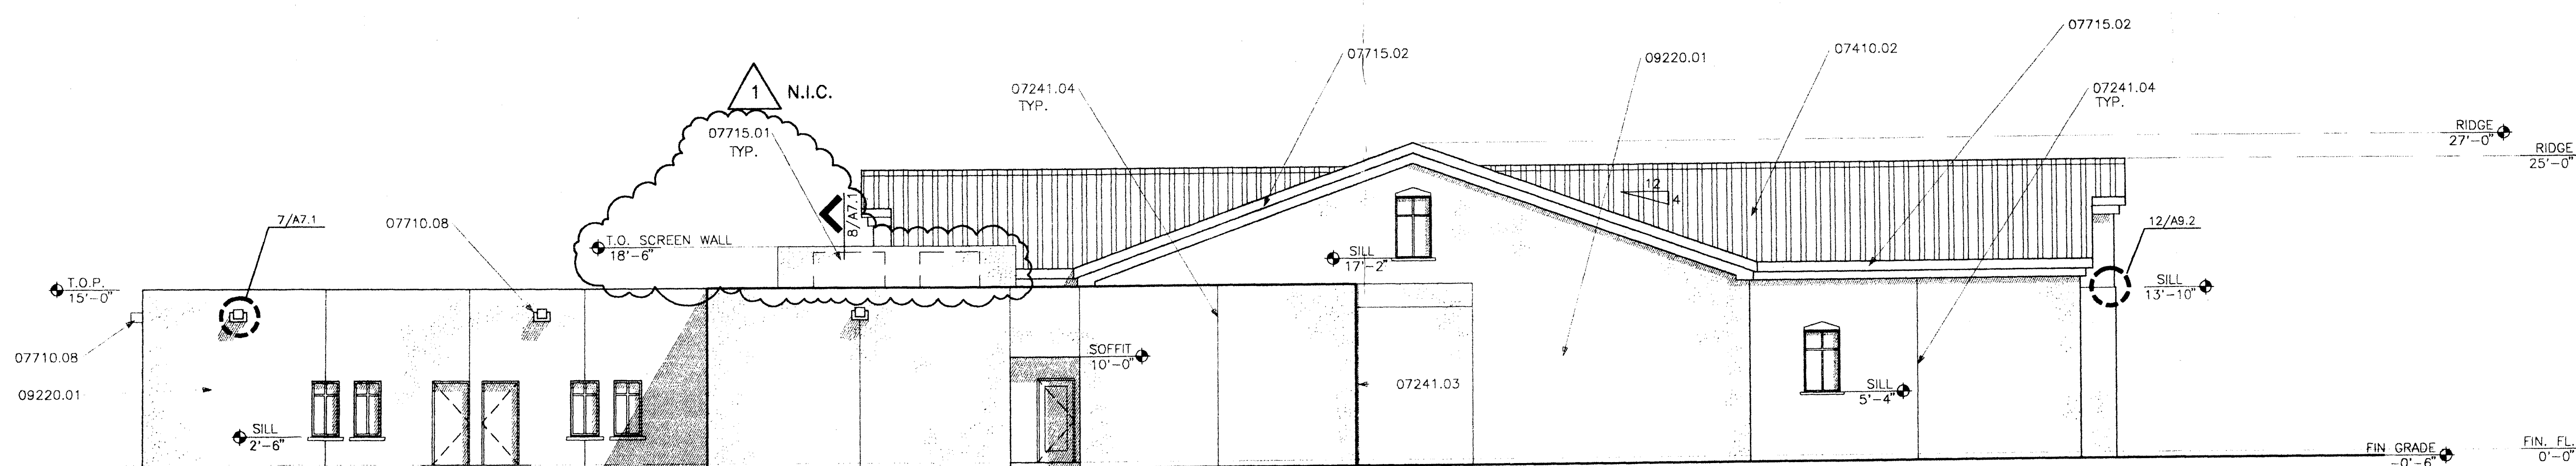 07715.02
07410.02
07715.02
09220.01
1 N.I.C.
07241.04
TYP.
07241.04
TYP.
07715.01
TYP.
RIDGE
27'-0"
RIDGE
25'-0"
12
4
8/A7.1
7/A7.1
07710.08
12/A9.2
T.O. SCREEN WALL
18'-6"
SILL
17'-2"
T.O.P.
15'-0"
SILL
13'-10"
07710.08
SOFFIT
10'-0"
09220.01
07241.03
SILL
5'-4"
SILL
2'-6"
FIN GRADE
-0'-6"
FIN. FL.
0'-0"